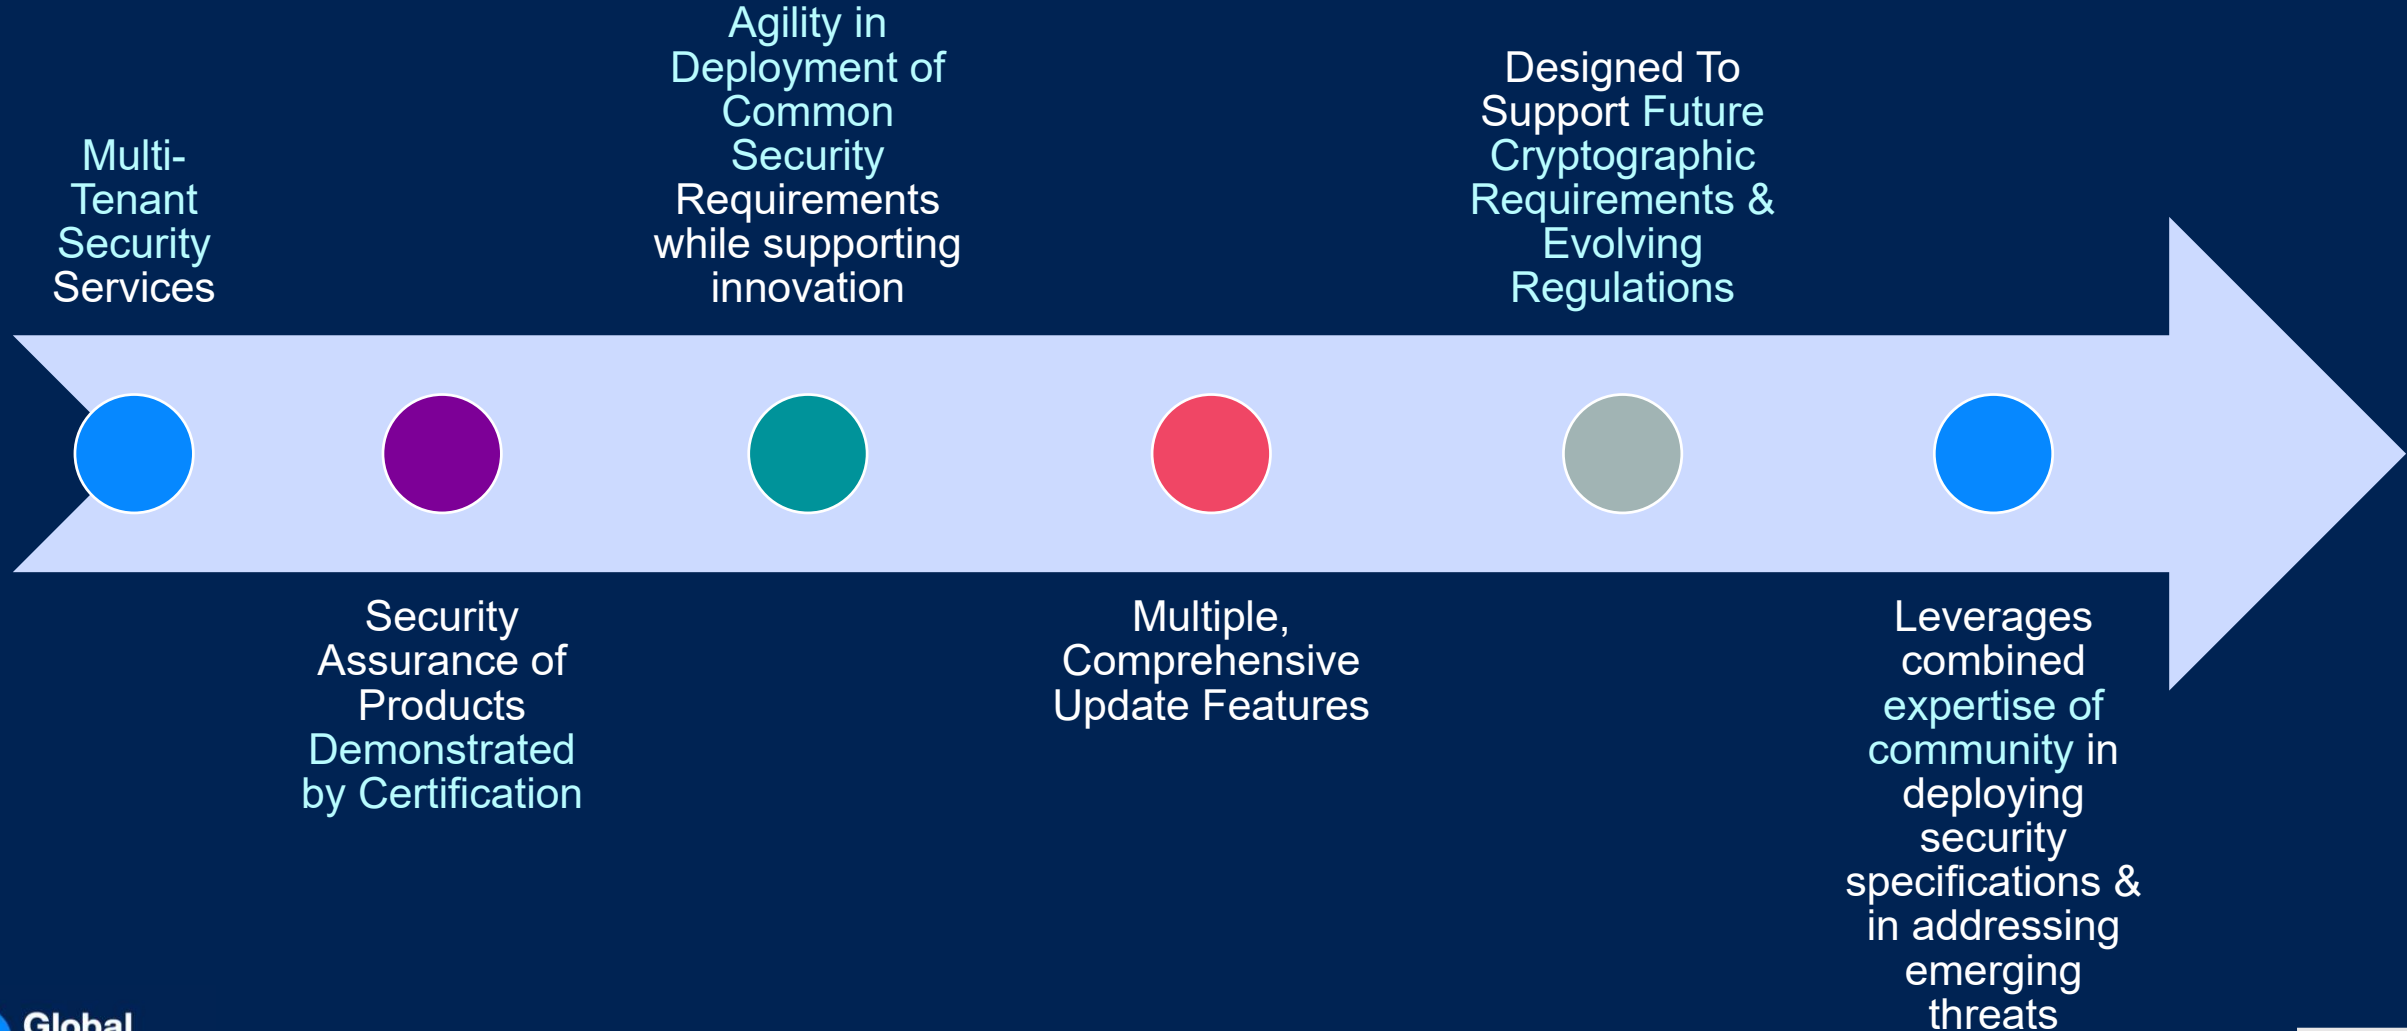 Multi-
Tenant
Security
Services
Security
Assurance of
Products
Demonstrated
by Certification
Agility in
Deployment of
Common
Security
Requirements
while supporting
innovation
Multiple,
Comprehensive
Update Features
Designed To
Support Future
Cryptographic
Requirements &
Evolving
Regulations
Leverages
combined
expertise of
community in
deploying
security
specifications &
in addressing
emerging
threats
Global